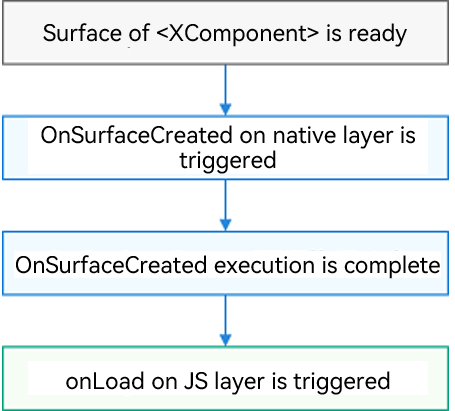 Surface of <XComponent> is ready
OnSurfaceCreated on native layer is
triggered
OnSurfaceCreated execution is complete
onLoad on JS layer is triggered